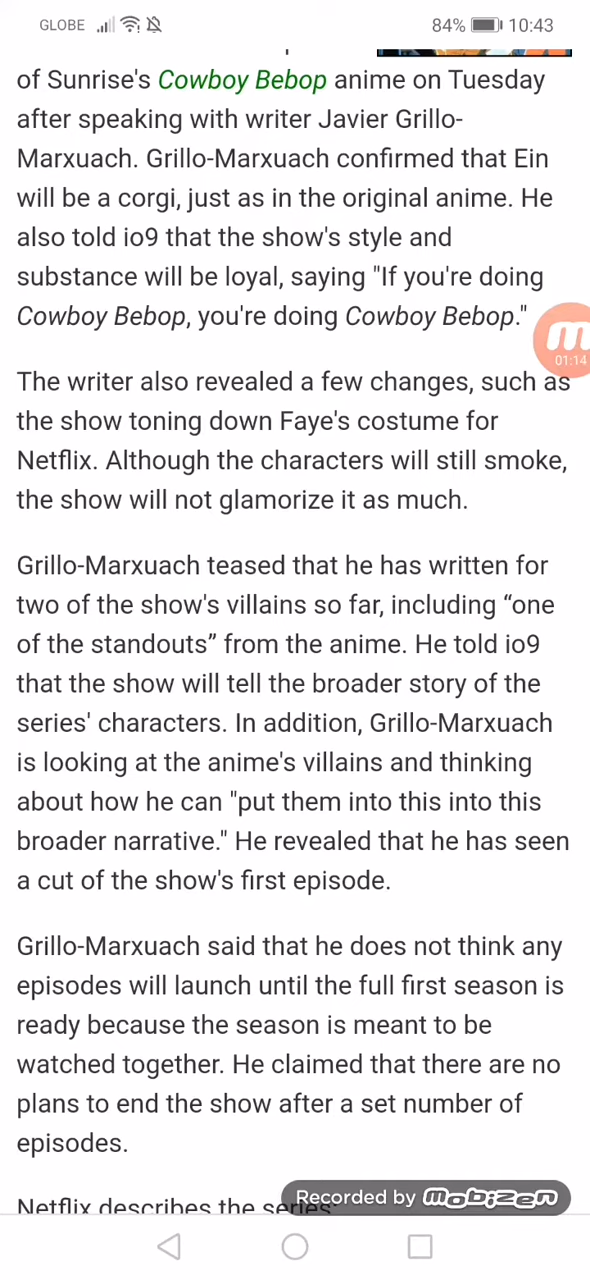 GLOBE 84% 10:43
of Sunrise's Cowboy Bebop anime on Tuesday
after speaking with writer Javier Grillo-
Marxuach. Grillo-Marxuach confirmed that Ein
will be a corgi, just as in the original anime. He
also told io9 that the show's style and
substance will be loyal, saying "If you're doing
Cowboy Bebop, you're doing Cowboy Bebop."
01:14
The writer also revealed a few changes, such as
the show toning down Faye's costume for
Netflix. Although the characters will still smoke,
the show will not glamorize it as much.
Grillo-Marxuach teased that he has written for
two of the show's villains so far, including “one
of the standouts” from the anime. He told io9
that the show will tell the broader story of the
series' characters. In addition, Grillo-Marxuach
is looking at the anime's villains and thinking
about how he can "put them into this into this
broader narrative." He revealed that he has seen
a cut of the show's first episode.
Grillo-Marxuach said that he does not think any
episodes will launch until the full first season is
ready because the season is meant to be
watched together. He claimed that there are no
plans to end the show after a set number of
episodes.
Netflix describes the series:
Recorded by mobizen